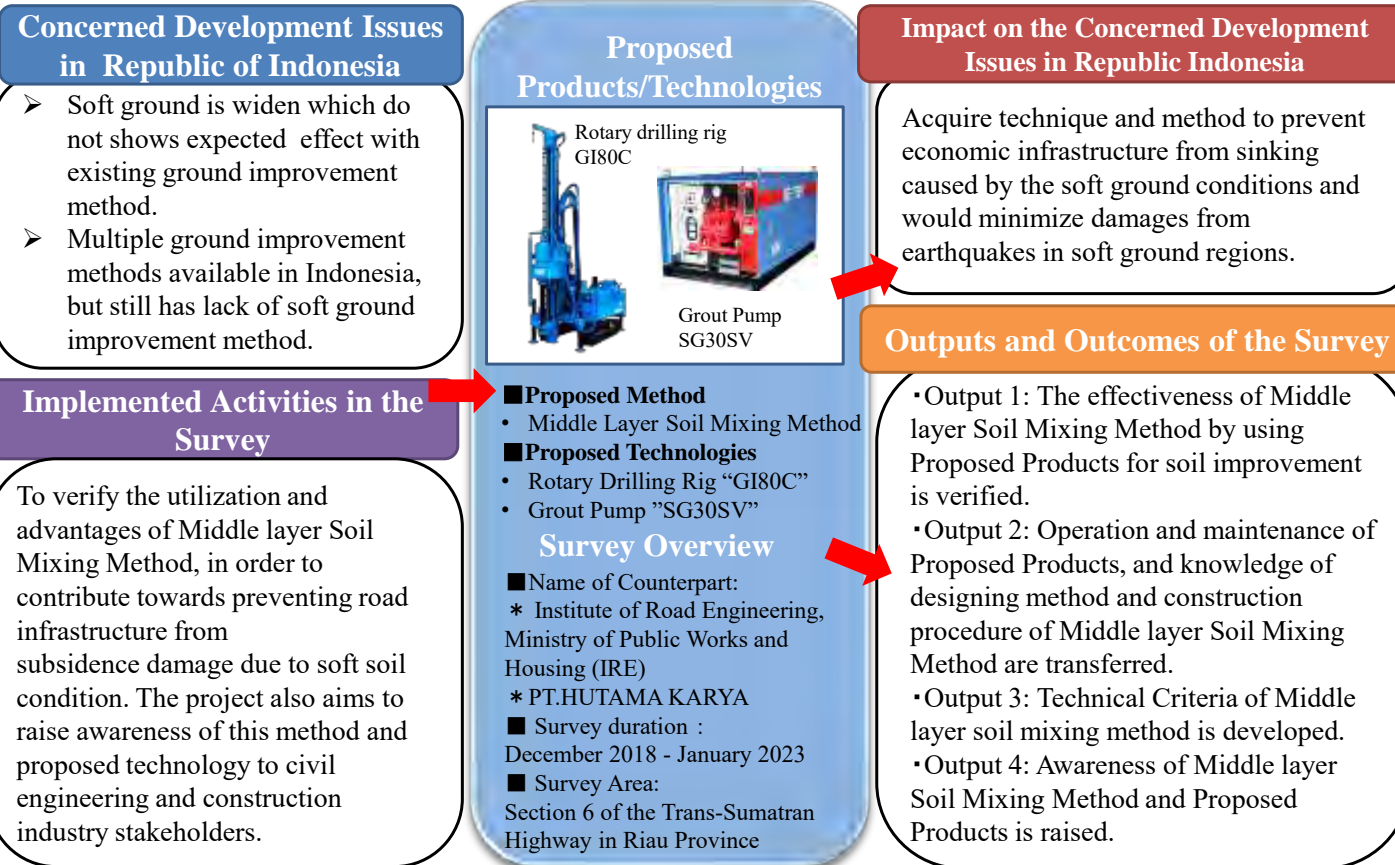 Concerned Development Issues
in Republic of Indonesia
➢ Soft ground is widen which do
not shows expected effect with
existing ground improvement
method.
➢ Multiple ground improvement
methods available in Indonesia,
but still has lack of soft ground
improvement method.
Implemented Activities in the
Survey
To verify the utilization and
advantages of Middle layer Soil
Mixing Method, in order to
contribute towards preventing road
infrastructure from
subsidence damage due to soft soil
condition. The project also aims to
raise awareness of this method and
proposed technology to civil
engineering and construction
industry stakeholders.
Proposed
Products/Technologies
Rotary drilling rig
GI80C
Grout Pump
SG30SV
■Proposed Method
• Middle Layer Soil Mixing Method
■Proposed Technologies
• Rotary Drilling Rig “GI80C”
• Grout Pump ”SG30SV”
Survey Overview
■Name of Counterpart:
* Institute of Road Engineering,
Ministry of Public Works and
Housing (IRE)
* PT.HUTAMA KARYA
■ Survey duration :
December 2018 - January 2023
■ Survey Area:
Section 6 of the Trans-Sumatran
Highway in Riau Province
Impact on the Concerned Development
Issues in Republic Indonesia
Acquire technique and method to prevent
economic infrastructure from sinking
caused by the soft ground conditions and
would minimize damages from
earthquakes in soft ground regions.
Outputs and Outcomes of the Survey
・Output 1: The effectiveness of Middle
layer Soil Mixing Method by using
Proposed Products for soil improvement
is verified.
・Output 2: Operation and maintenance of
Proposed Products, and knowledge of
designing method and construction
procedure of Middle layer Soil Mixing
Method are transferred.
・Output 3: Technical Criteria of Middle
layer soil mixing method is developed.
・Output 4: Awareness of Middle layer
Soil Mixing Method and Proposed
Products is raised.